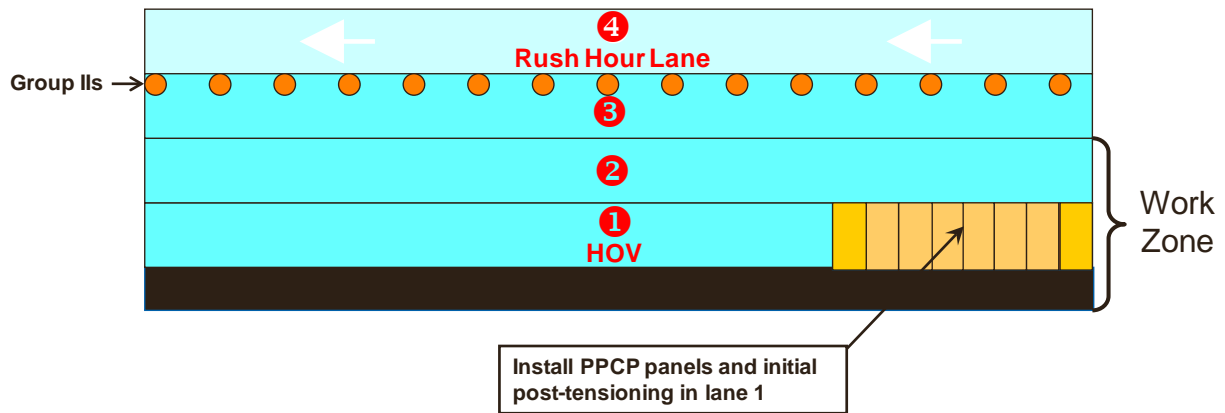 4
Rush Hour Lane
Group IIs
3
2
1
HOV
Work
Zone
Install PPCP panels and initial
post-tensioning in lane 1